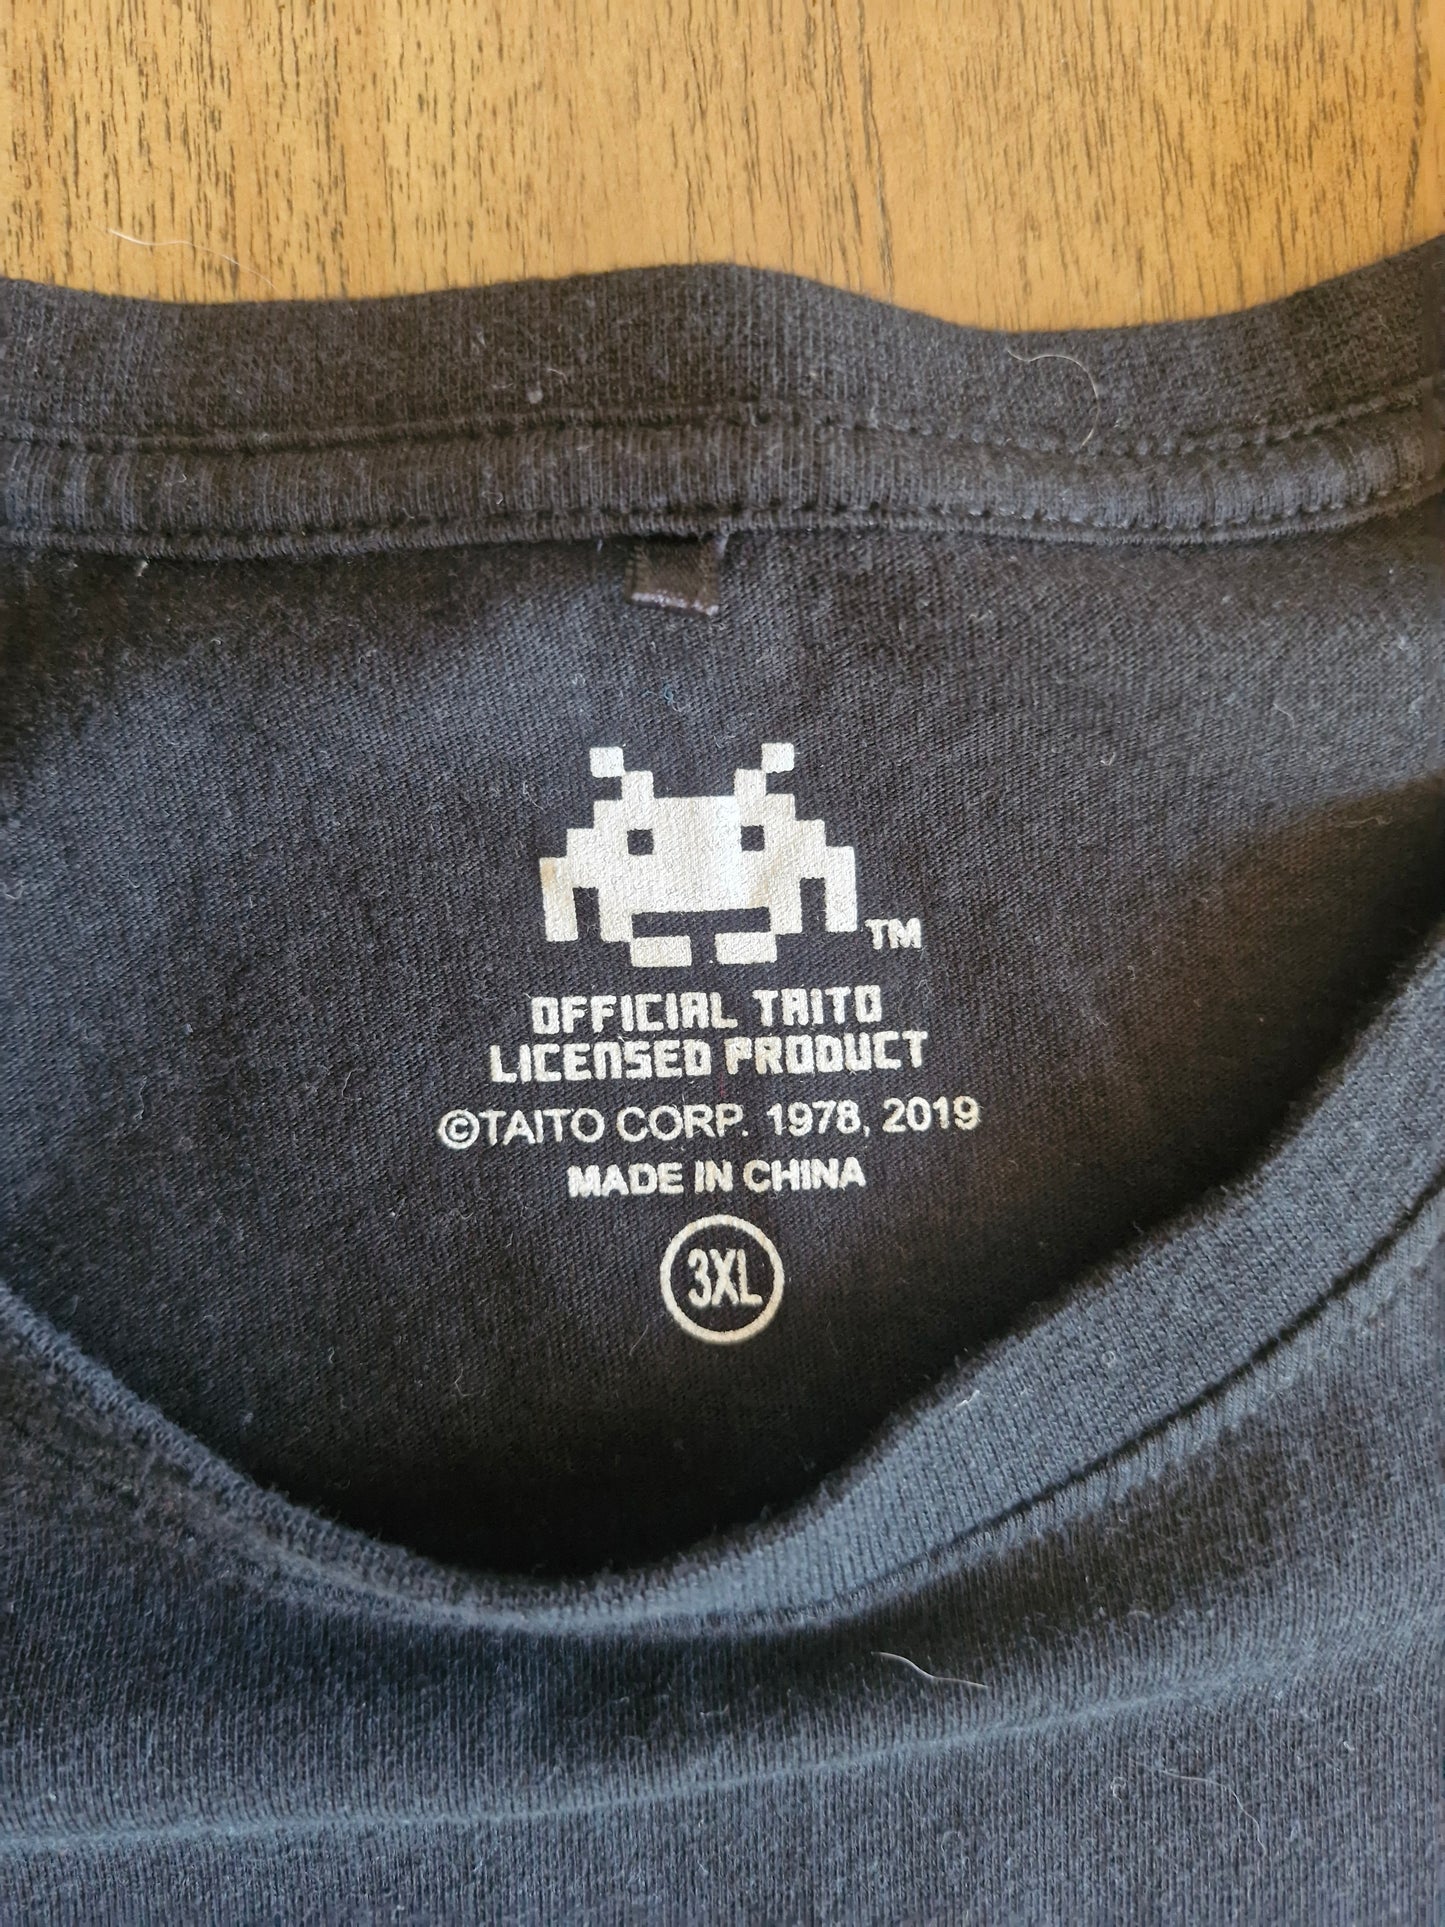 TM
OFFICIAL TAITO
LICENSED PRODUCT
©TAITO CORP. 1978, 2019
MADE IN CHINA
3XL